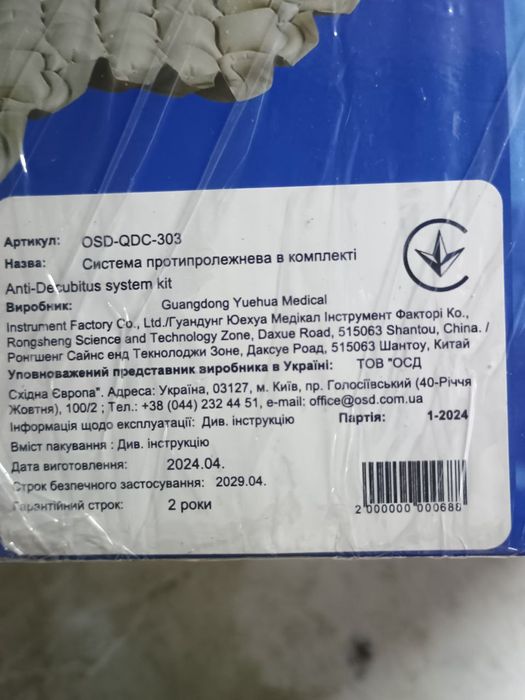 Артикул: OSD-QDC-303
Назва: Система протипролежнева в комплекті
Anti-Decubitus system kit
Виробник: Guangdong Yuehua Medical
Instrument Factory Co., Ltd./Гуандунг Юехуа Медікал Інструмент Факторі Ко.,
Rongsheng Science and Technology Zone, Daxue Road, 515063 Shantou, China. /
Ронгшенг Сайнс енд Текнолоджи Зоне, Даксуе Роад, 515063 Шантоу, Китай
Уповноважений представник виробника в Україні: ТОВ "ОСД
Східна Європа". Адреса: Україна, 03127, м. Київ, пр. Голосіївський (40-Річчя
Жовтня), 100/2 ; Тел.: +38 (044) 232 44 51, e-mail: office@osd.com.ua
Інформація щодо експлуатації: Див. інструкцію Партія: 1-2024
Вміст пакування : Див. інструкцію
Дата виготовлення: 2024.04.
Строк безпечного застосування: 2029.04.
Гарантійний строк: 2 роки
2 000000 000688